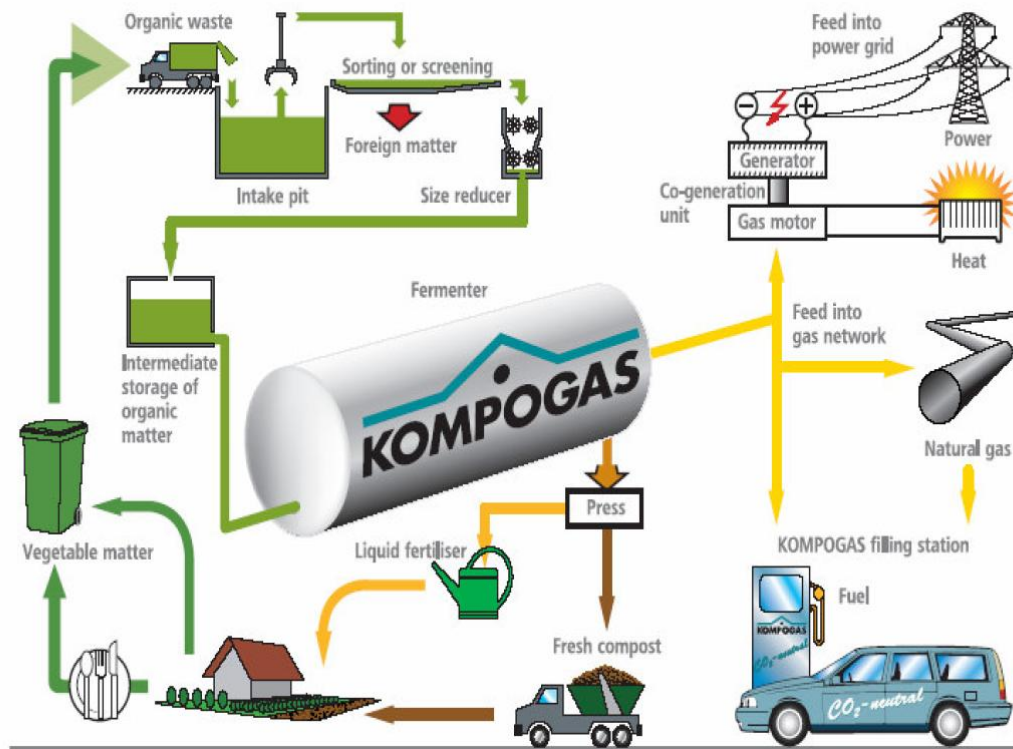 Organic waste
Sorting or screening
Foreign matter
Intake pit
Size reducer
Feed into
power grid
Power
Generator
Co-generation
unit
Gas motor
Heat
Fermenter
Feed into
gas network
Intermediate
storage of
organic
matter
KOMPOGAS
Natural gas
Press
Vegetable matter
Liquid fertiliser
KOMPOGAS filling station
Fuel
KOMPOGAS
CO2-neutral
Fresh compost
CO2-neutral